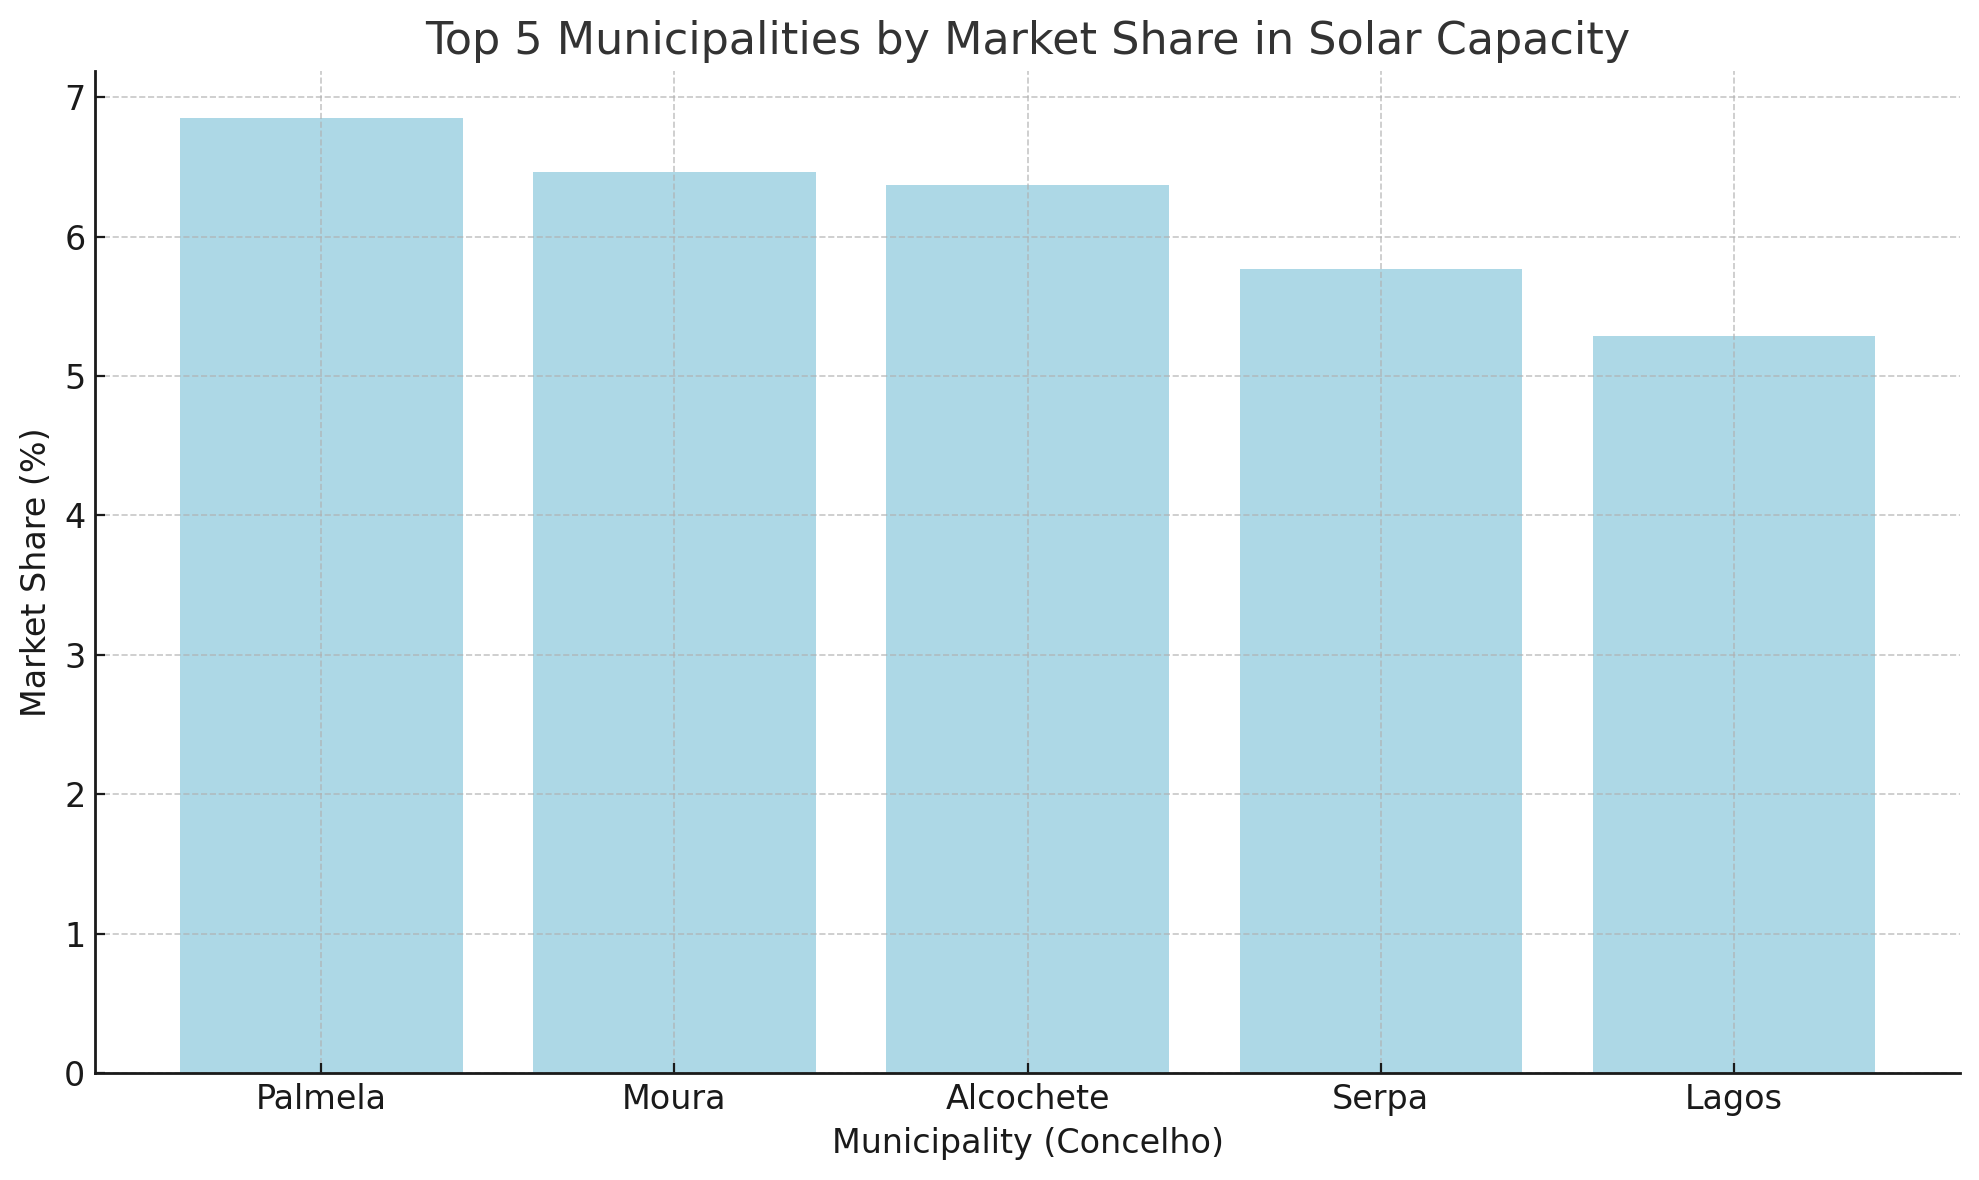 Top 5 Municipalities by Market Share in Solar Capacity
7
6
5
4
3
2
1
0
Market Share (%)
Palmela Moura Alcochete Serpa Lagos
Municipality (Concelho)